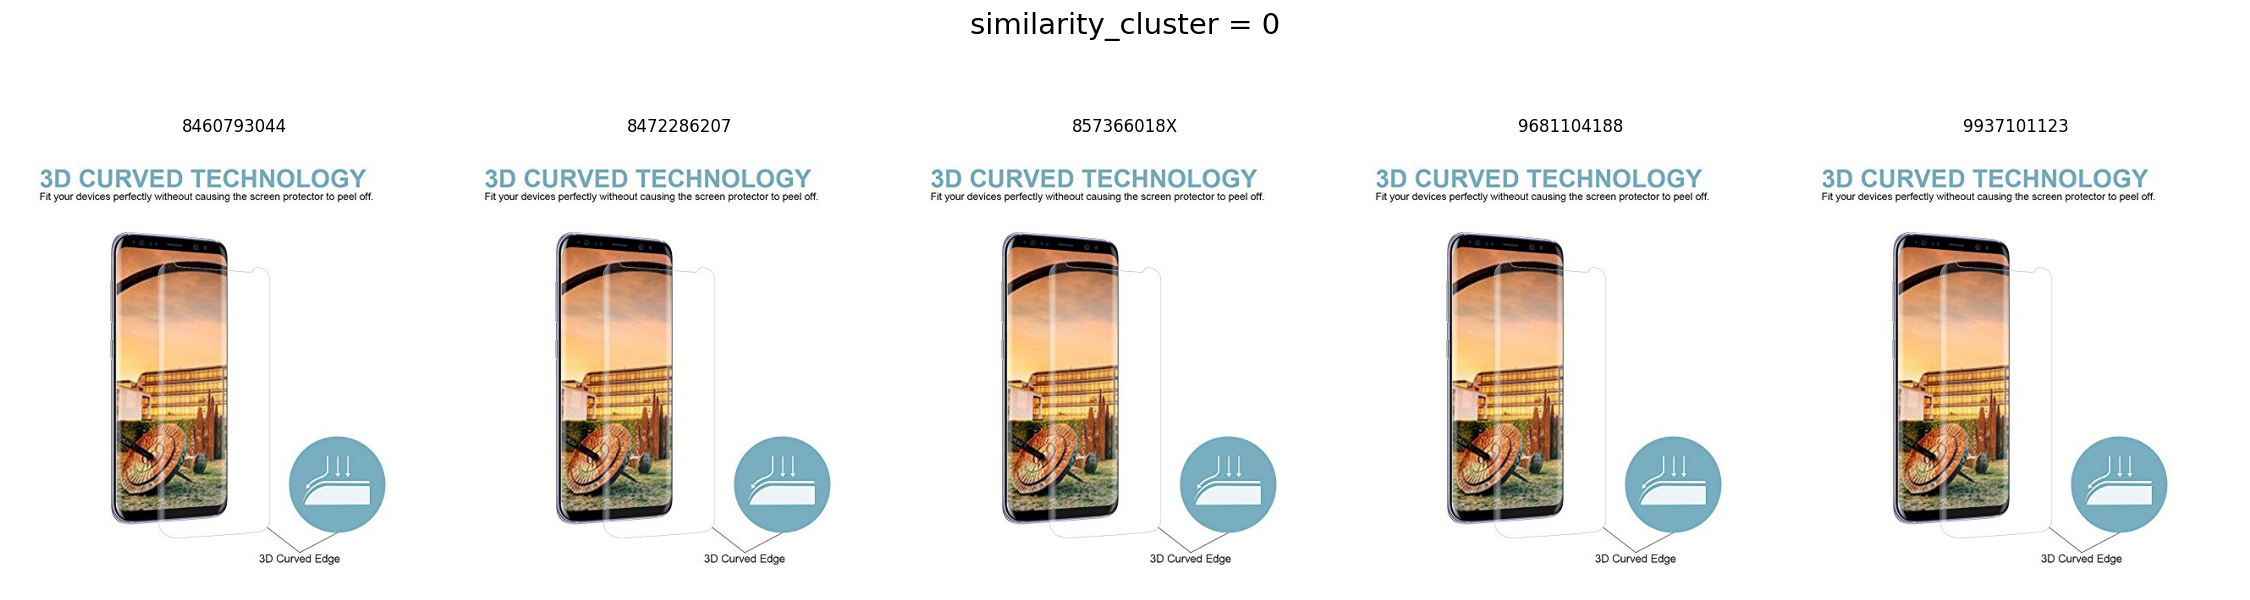 similarity_cluster = 0
8460793044
8472286207
857366018X
9681104188
9937101123
3D CURVED TECHNOLOGY
Fit your devices perfectly witheout causing the screen protector to peel off.
3D CURVED TECHNOLOGY
Fit your devices perfectly witheout causing the screen protector to peel off.
3D CURVED TECHNOLOGY
Fit your devices perfectly witheout causing the screen protector to peel off.
3D CURVED TECHNOLOGY
Fit your devices perfectly witheout causing the screen protector to peel off.
3D CURVED TECHNOLOGY
Fit your devices perfectly witheout causing the screen protector to peel off.
3D Curved Edge
3D Curved Edge
3D Curved Edge
3D Curved Edge
3D Curved Edge